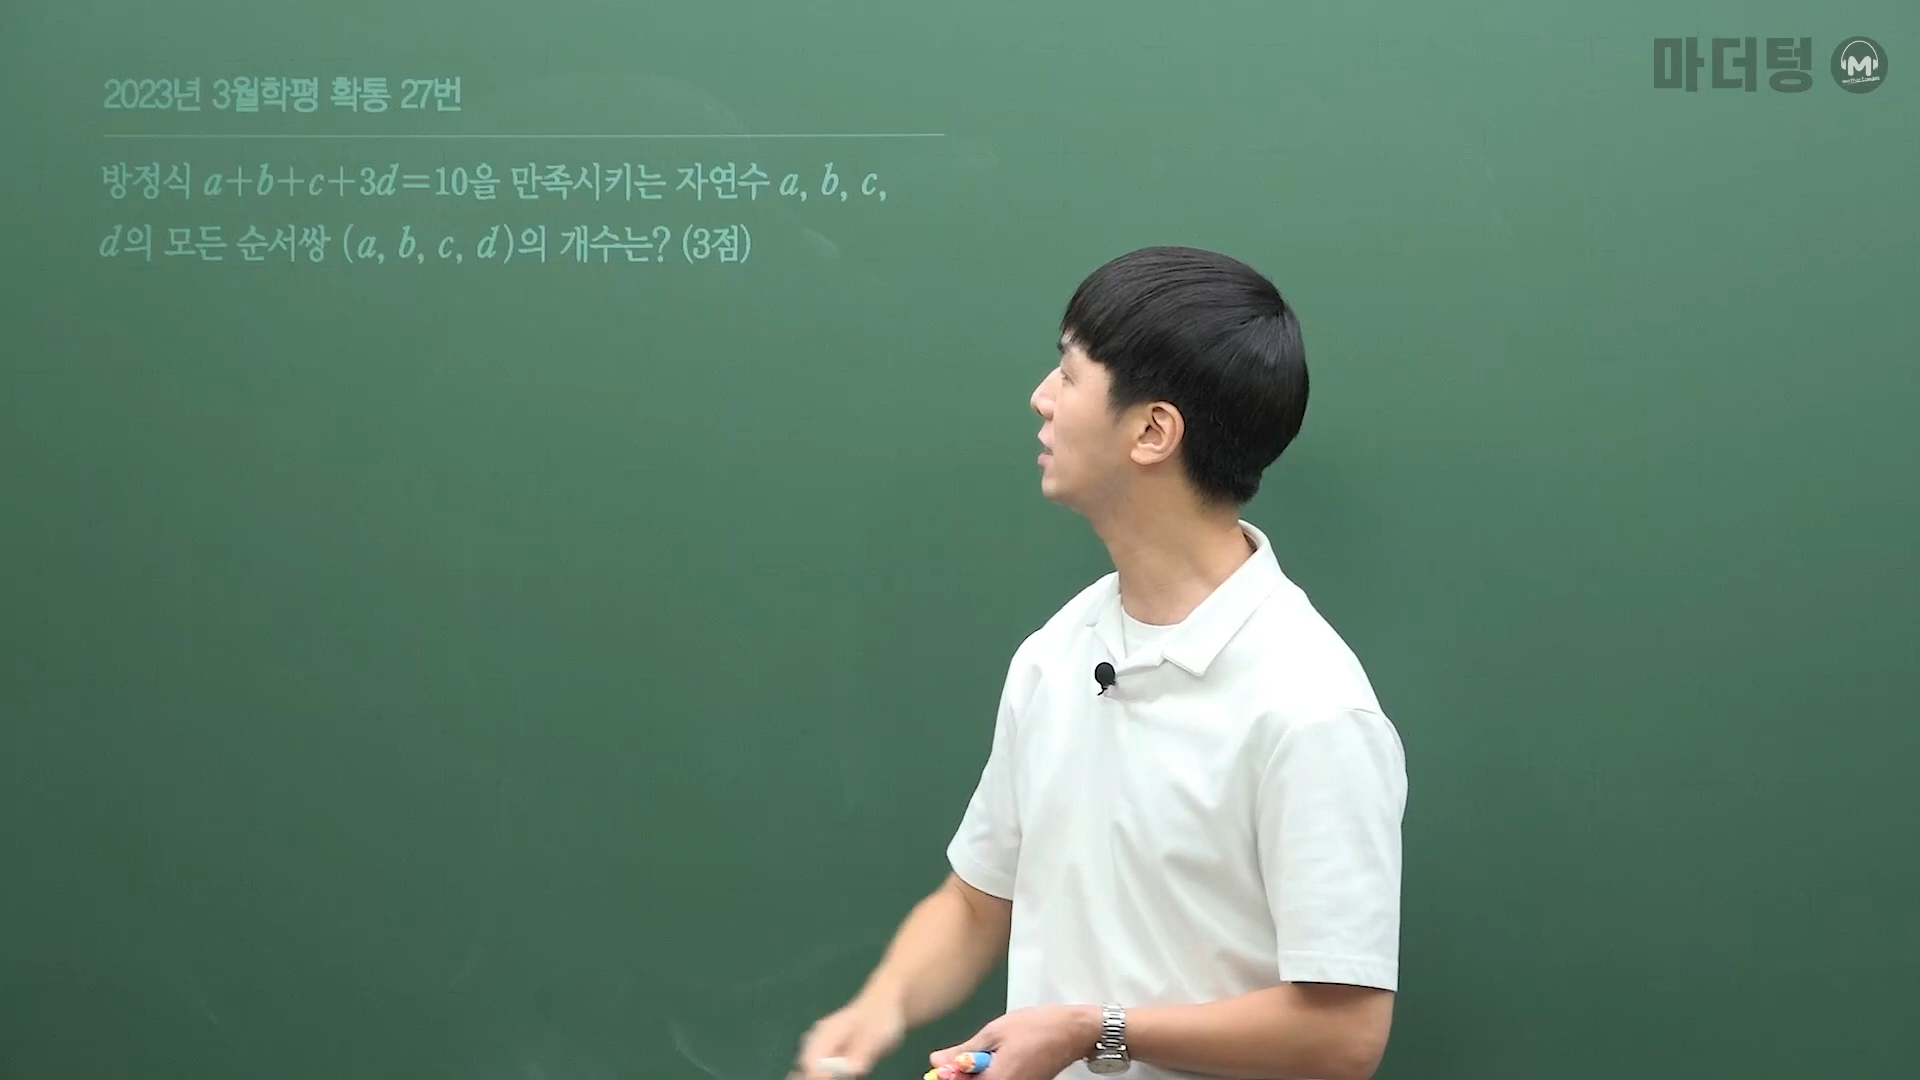 마더텅
2023년 3월학평 확통 27번
방정식 a+b+c+3d=10을 만족시키는 자연수 a, b, c,
d의 모든 순서쌍 (a, b, c, d)의 개수는? (3점)